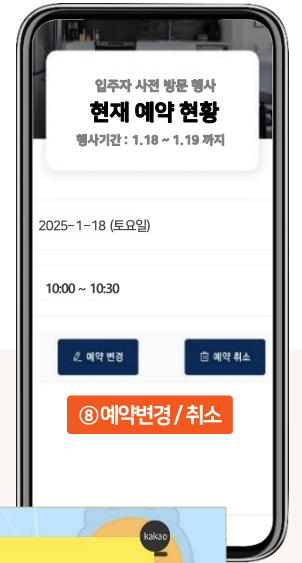 입주자 사전 방문 행사
현재 예약 현황
행사기간 : 1.18 ~ 1.19 까지
2025-1-18 (토요일)
10:00 ~ 10:30
예약 변경
예약 취소
⑧예약변경 / 취소
kakao